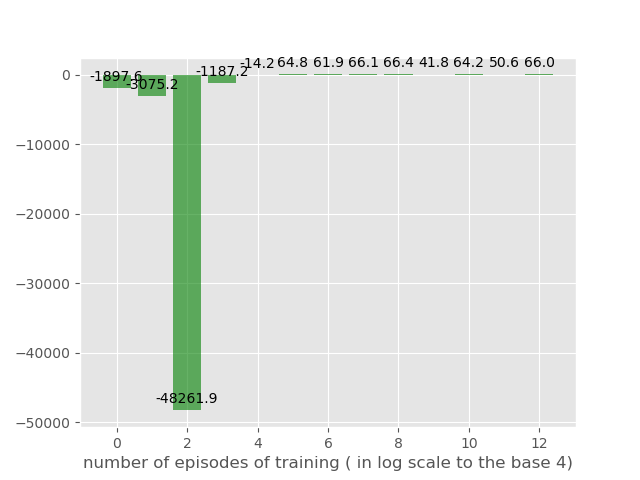 -1897.6 -3075.2 -1187.2 -14.2 64.8 61.9 66.1 66.4 41.8 64.2 50.6 66.0
-48261.9
0
−10000
−20000
−30000
−40000
−50000
0 2 4 6 8 10 12
number of episodes of training ( in log scale to the base 4)